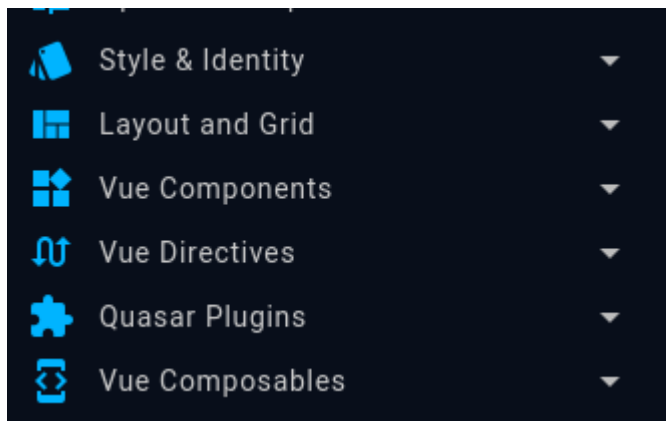 Style & Identity
Layout and Grid
Vue Components
Vue Directives
Quasar Plugins
Vue Composables